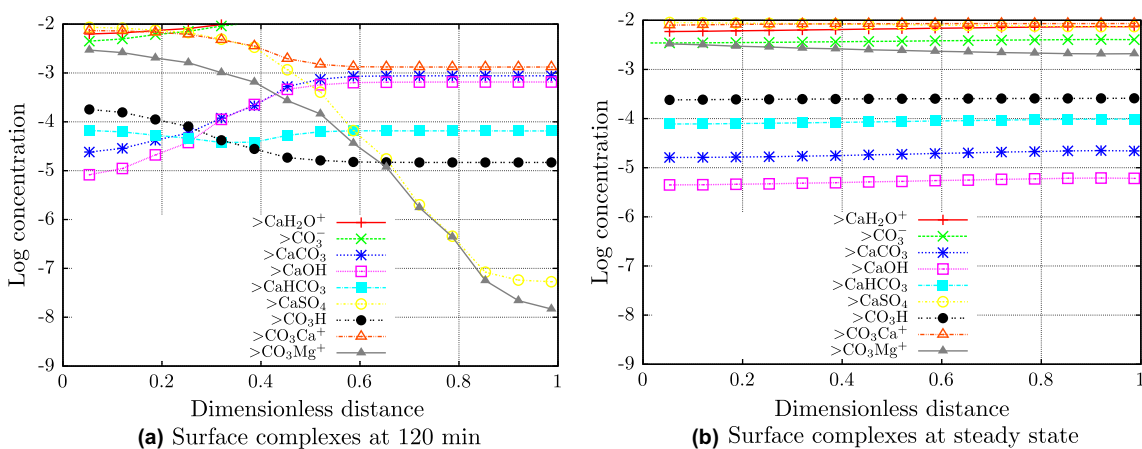 -2
-3
-4
-5
-6
-7
-8
-9
Log concentration
>CaH₂O⁺
>CO₃⁻
>CaCO₃
>CaOH
>CaHCO₃
>CaSO₄
>CO₃H
>CO₃Ca⁺
>CO₃Mg⁺
0 0.2 0.4 0.6 0.8 1
Dimensionless distance
(a) Surface complexes at 120 min
-2
-3
-4
-5
-6
-7
-8
-9
Log concentration
>CaH₂O⁺
>CO₃⁻
>CaCO₃
>CaOH
>CaHCO₃
>CaSO₄
>CO₃H
>CO₃Ca⁺
>CO₃Mg⁺
0 0.2 0.4 0.6 0.8 1
Dimensionless distance
(b) Surface complexes at steady state